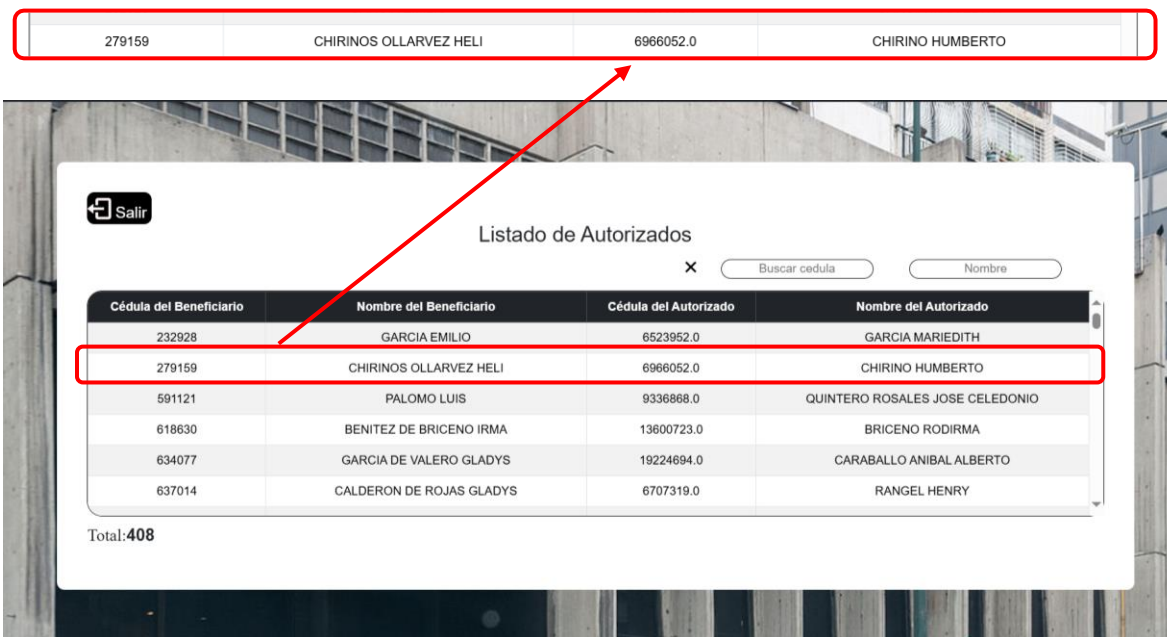 279159 CHIRINOS OLLARVEZ HELI 6966052.0 CHIRINO HUMBERTO
Salir
Listado de Autorizados
× Buscar cedula Nombre
Cédula del Beneficiario Nombre del Beneficiario Cédula del Autorizado Nombre del Autorizado
232928 GARCIA EMILIO 6523952.0 GARCIA MARIEDITH
279159 CHIRINOS OLLARVEZ HELI 6966052.0 CHIRINO HUMBERTO
591121 PALOMO LUIS 9336868.0 QUINTERO ROSALES JOSE CELEDONIO
618630 BENITEZ DE BRICENO IRMA 13600723.0 BRICENO RODIRMA
634077 GARCIA DE VALERO GLADYS 19224694.0 CARABALLO ANIBAL ALBERTO
637014 CALDERON DE ROJAS GLADYS 6707319.0 RANGEL HENRY
Total:408